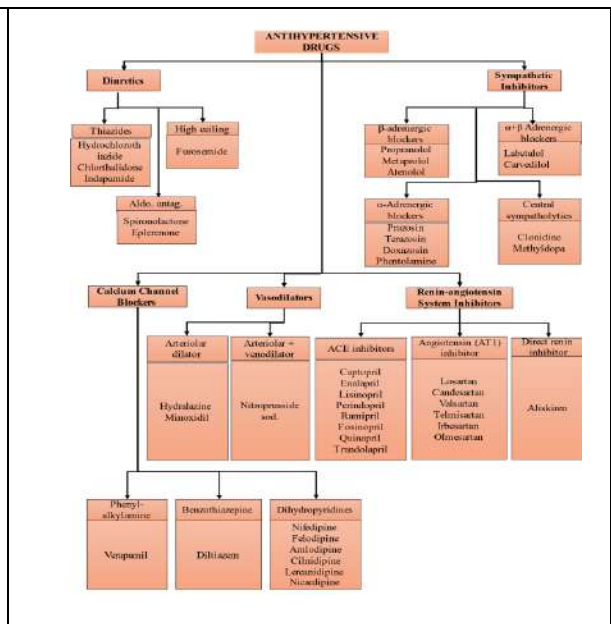 ANTIHYPERTENSIVE
DRUGS
Diuretics
Sympathetic
Inhibitors
Thiazides
Hydrochloroth
iazide
Chlorthalidone
Indapamide
High ceiling
Furosemide
Aldo. antag.
Spironolactone
Eplerenone
β-adrenergic
blockers
Propranolol
Metaprolol
Atenolol
α+β Adrenergic
blockers
Labetalol
Carvedilol
α-Adrenergic
blockers
Prazosin
Terazosin
Doxazosin
Phentolamine
Central
sympatholytics
Clonidine
Methyldopa
Calcium Channel
Blockers
Vasodilators
Renin-angiotensin
System Inhibitors
Arteriolar
dilator
Hydralazine
Minoxidil
Arteriolar +
venodilator
Nitroprusside
sod.
ACE inhibitors
Captopril
Enalapril
Lisinopril
Perindopril
Ramipril
Fosinopril
Quinopril
Trandolapril
Angiotensin (AT1)
inhibitor
Losartan
Candesartan
Valsartan
Telmisartan
Irbesartan
Olmesartan
Direct renin
inhibitor
Aliskiren
Phenyl-
alkylamine
Verapamil
Benzothiazepine
Diltiazem
Dihydropyridines
Nifedipine
Felodipine
Amlodipine
Cilnidipine
Lercanidipine
Nicardipine